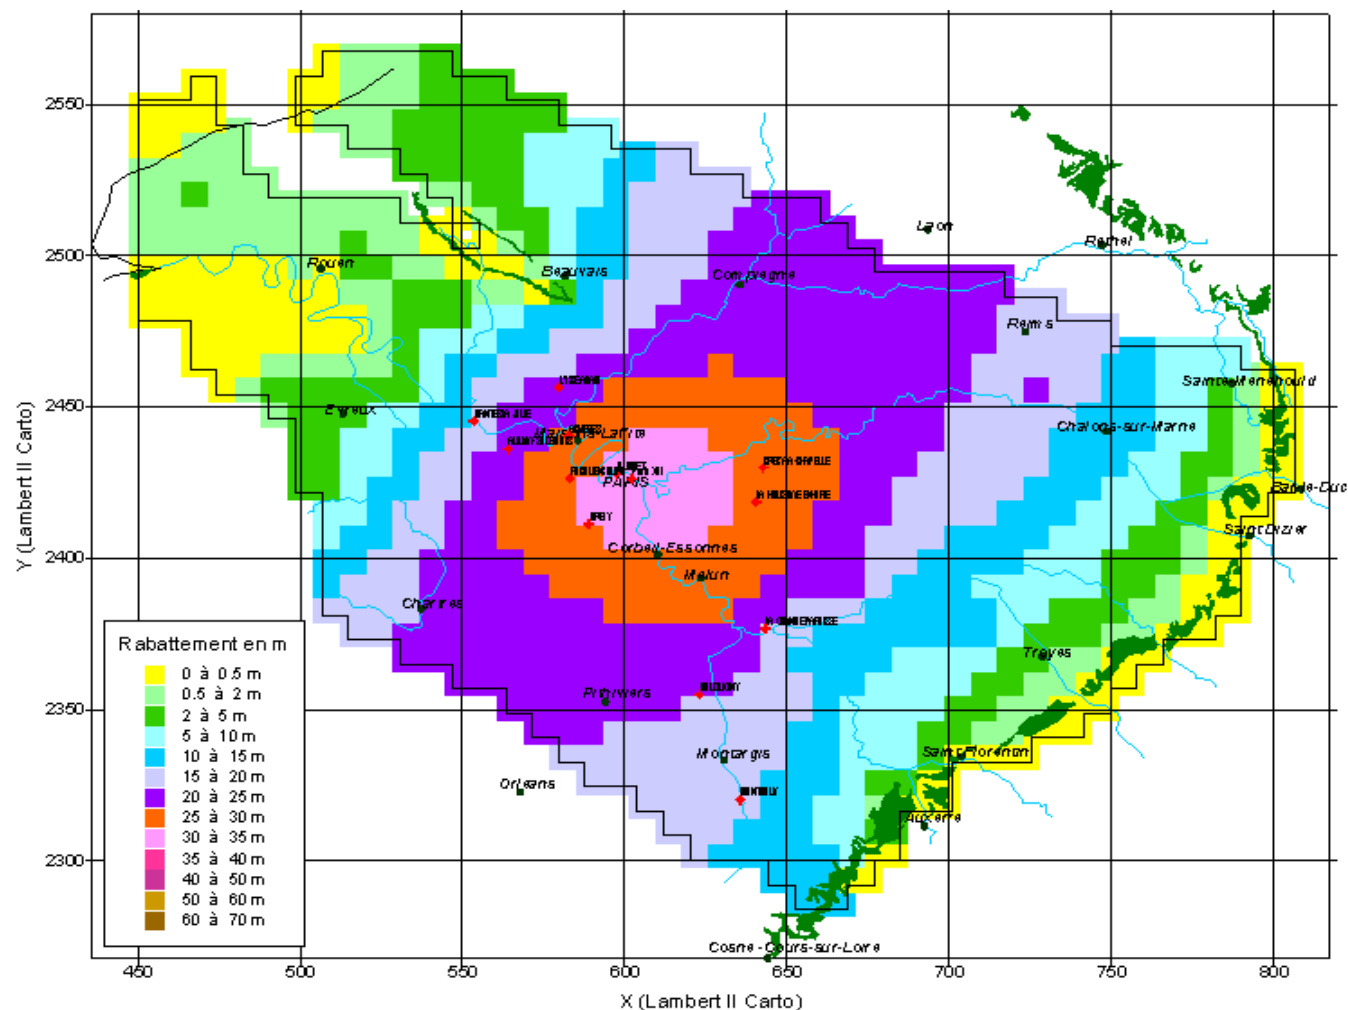 2550
2500
2450
2400
2350
2300
Y (Lambert II Carto)
Laon
Rethel
Rouen
Beauvais
Compiegne
Reims
Sainte-Menehould
Evreux
Chalons-sur-Marne
PARIS
Saint Dizier
Corbeil-Essonnes
Melun
Chartres
Troyes
Pithiviers
Montargis
Saint Florentin
Orleans
Auxerre
Cosne-Cours-sur-Loire
Rabattement en m
0 à 0.5 m
0.5 à 2 m
2 à 5 m
5 à 10 m
10 à 15 m
15 à 20 m
20 à 25 m
25 à 30 m
30 à 35 m
35 à 40 m
40 à 50 m
50 à 60 m
60 à 70 m
450 500 550 600 650 700 750 800
X (Lambert II Carto)